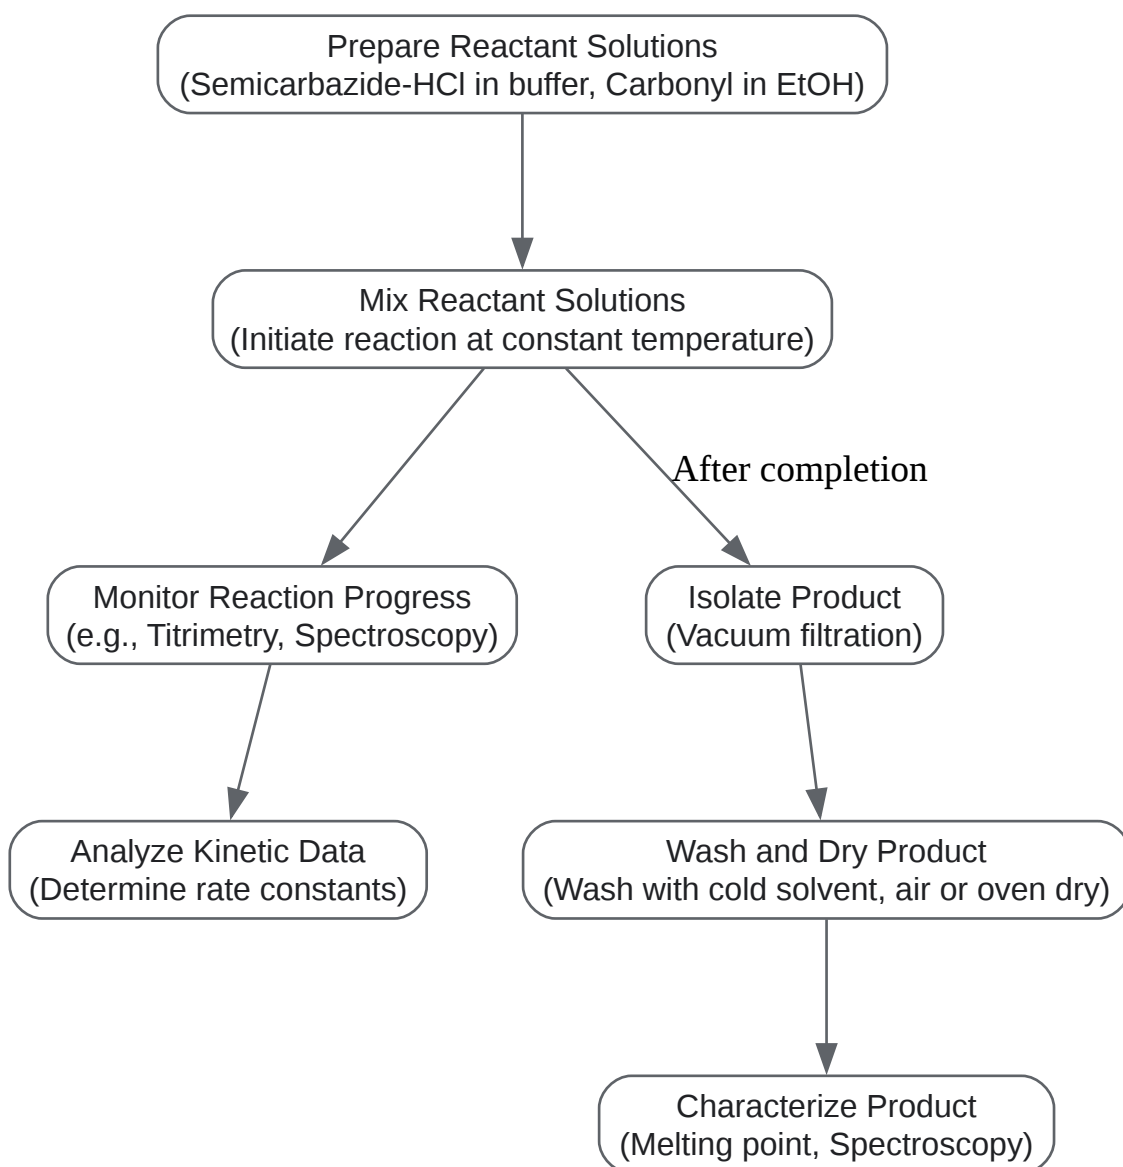 Prepare Reactant Solutions
(Semicarbazide-HCl in buffer, Carbonyl in EtOH)
Mix Reactant Solutions
(Initiate reaction at constant temperature)
After completion
Monitor Reaction Progress
(e.g., Titrimetry, Spectroscopy)
Isolate Product
(Vacuum filtration)
Analyze Kinetic Data
(Determine rate constants)
Wash and Dry Product
(Wash with cold solvent, air or oven dry)
Characterize Product
(Melting point, Spectroscopy)